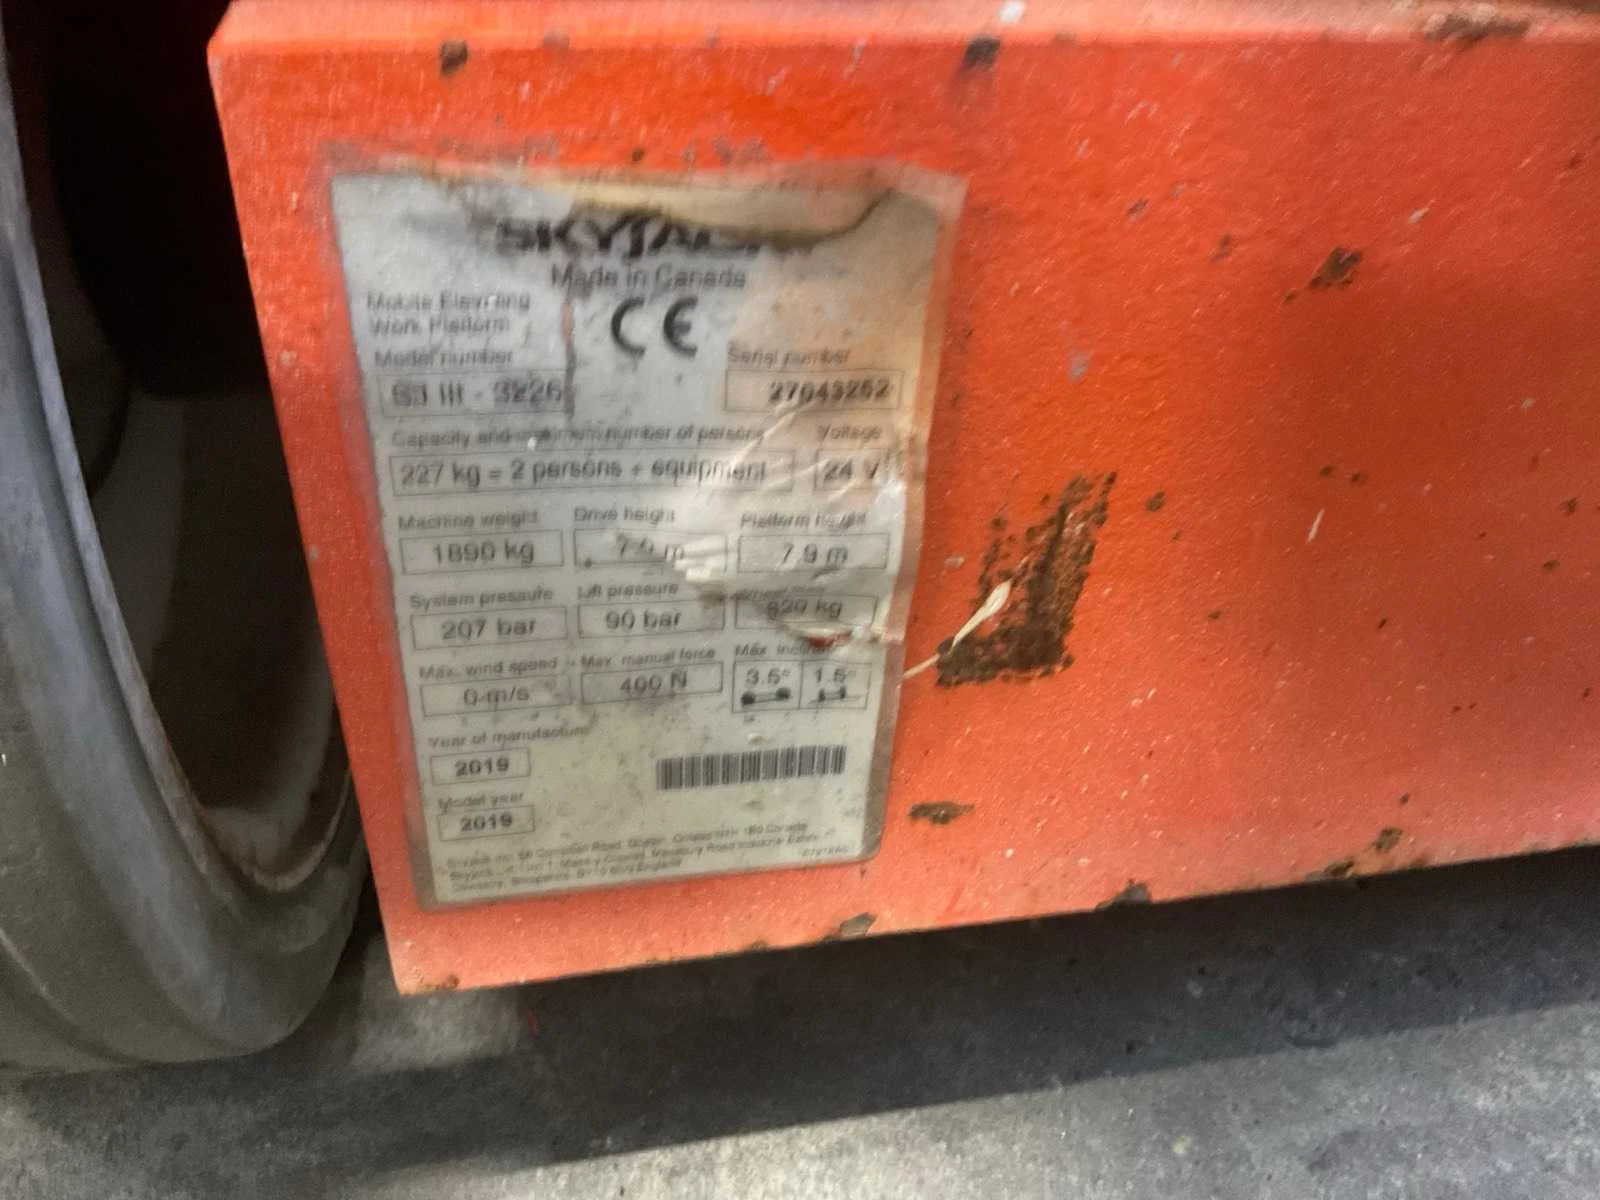 SKYJACK
Made in Canada
Mobile Elevating
Work Platform
Model number
Serial number
SJ III - 3226
27043252
Capacity and maximum number of persons
Voltage
227 kg = 2 persons + equipment
24 V
Machine weight
Drive height
Platform height
1890 kg
m
7.9 m
System pressure
Lift pressure
207 bar
90 bar
820 kg
Max. wind speed
Max. manual force
Max
0 m/s
400 N
3.5°
1.5°
Year of manufacture
2019
Model year
2019